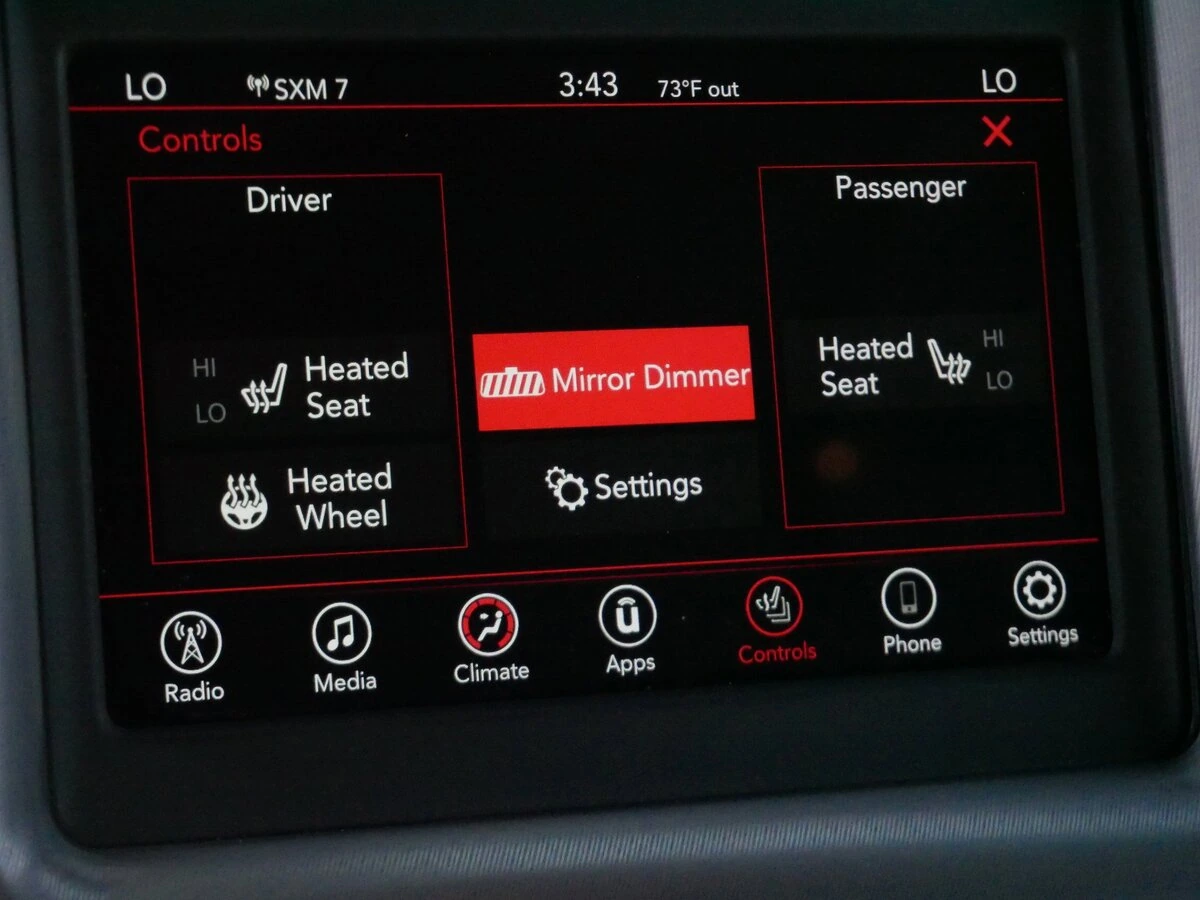 LO SXM 7 3:43 73°F out LO
Controls X
Driver
HI
LO
Heated
Seat
Heated
Wheel
Mirror Dimmer
Settings
Passenger
Heated
Seat
HI
LO
Radio Media Climate u Apps Controls Phone Settings